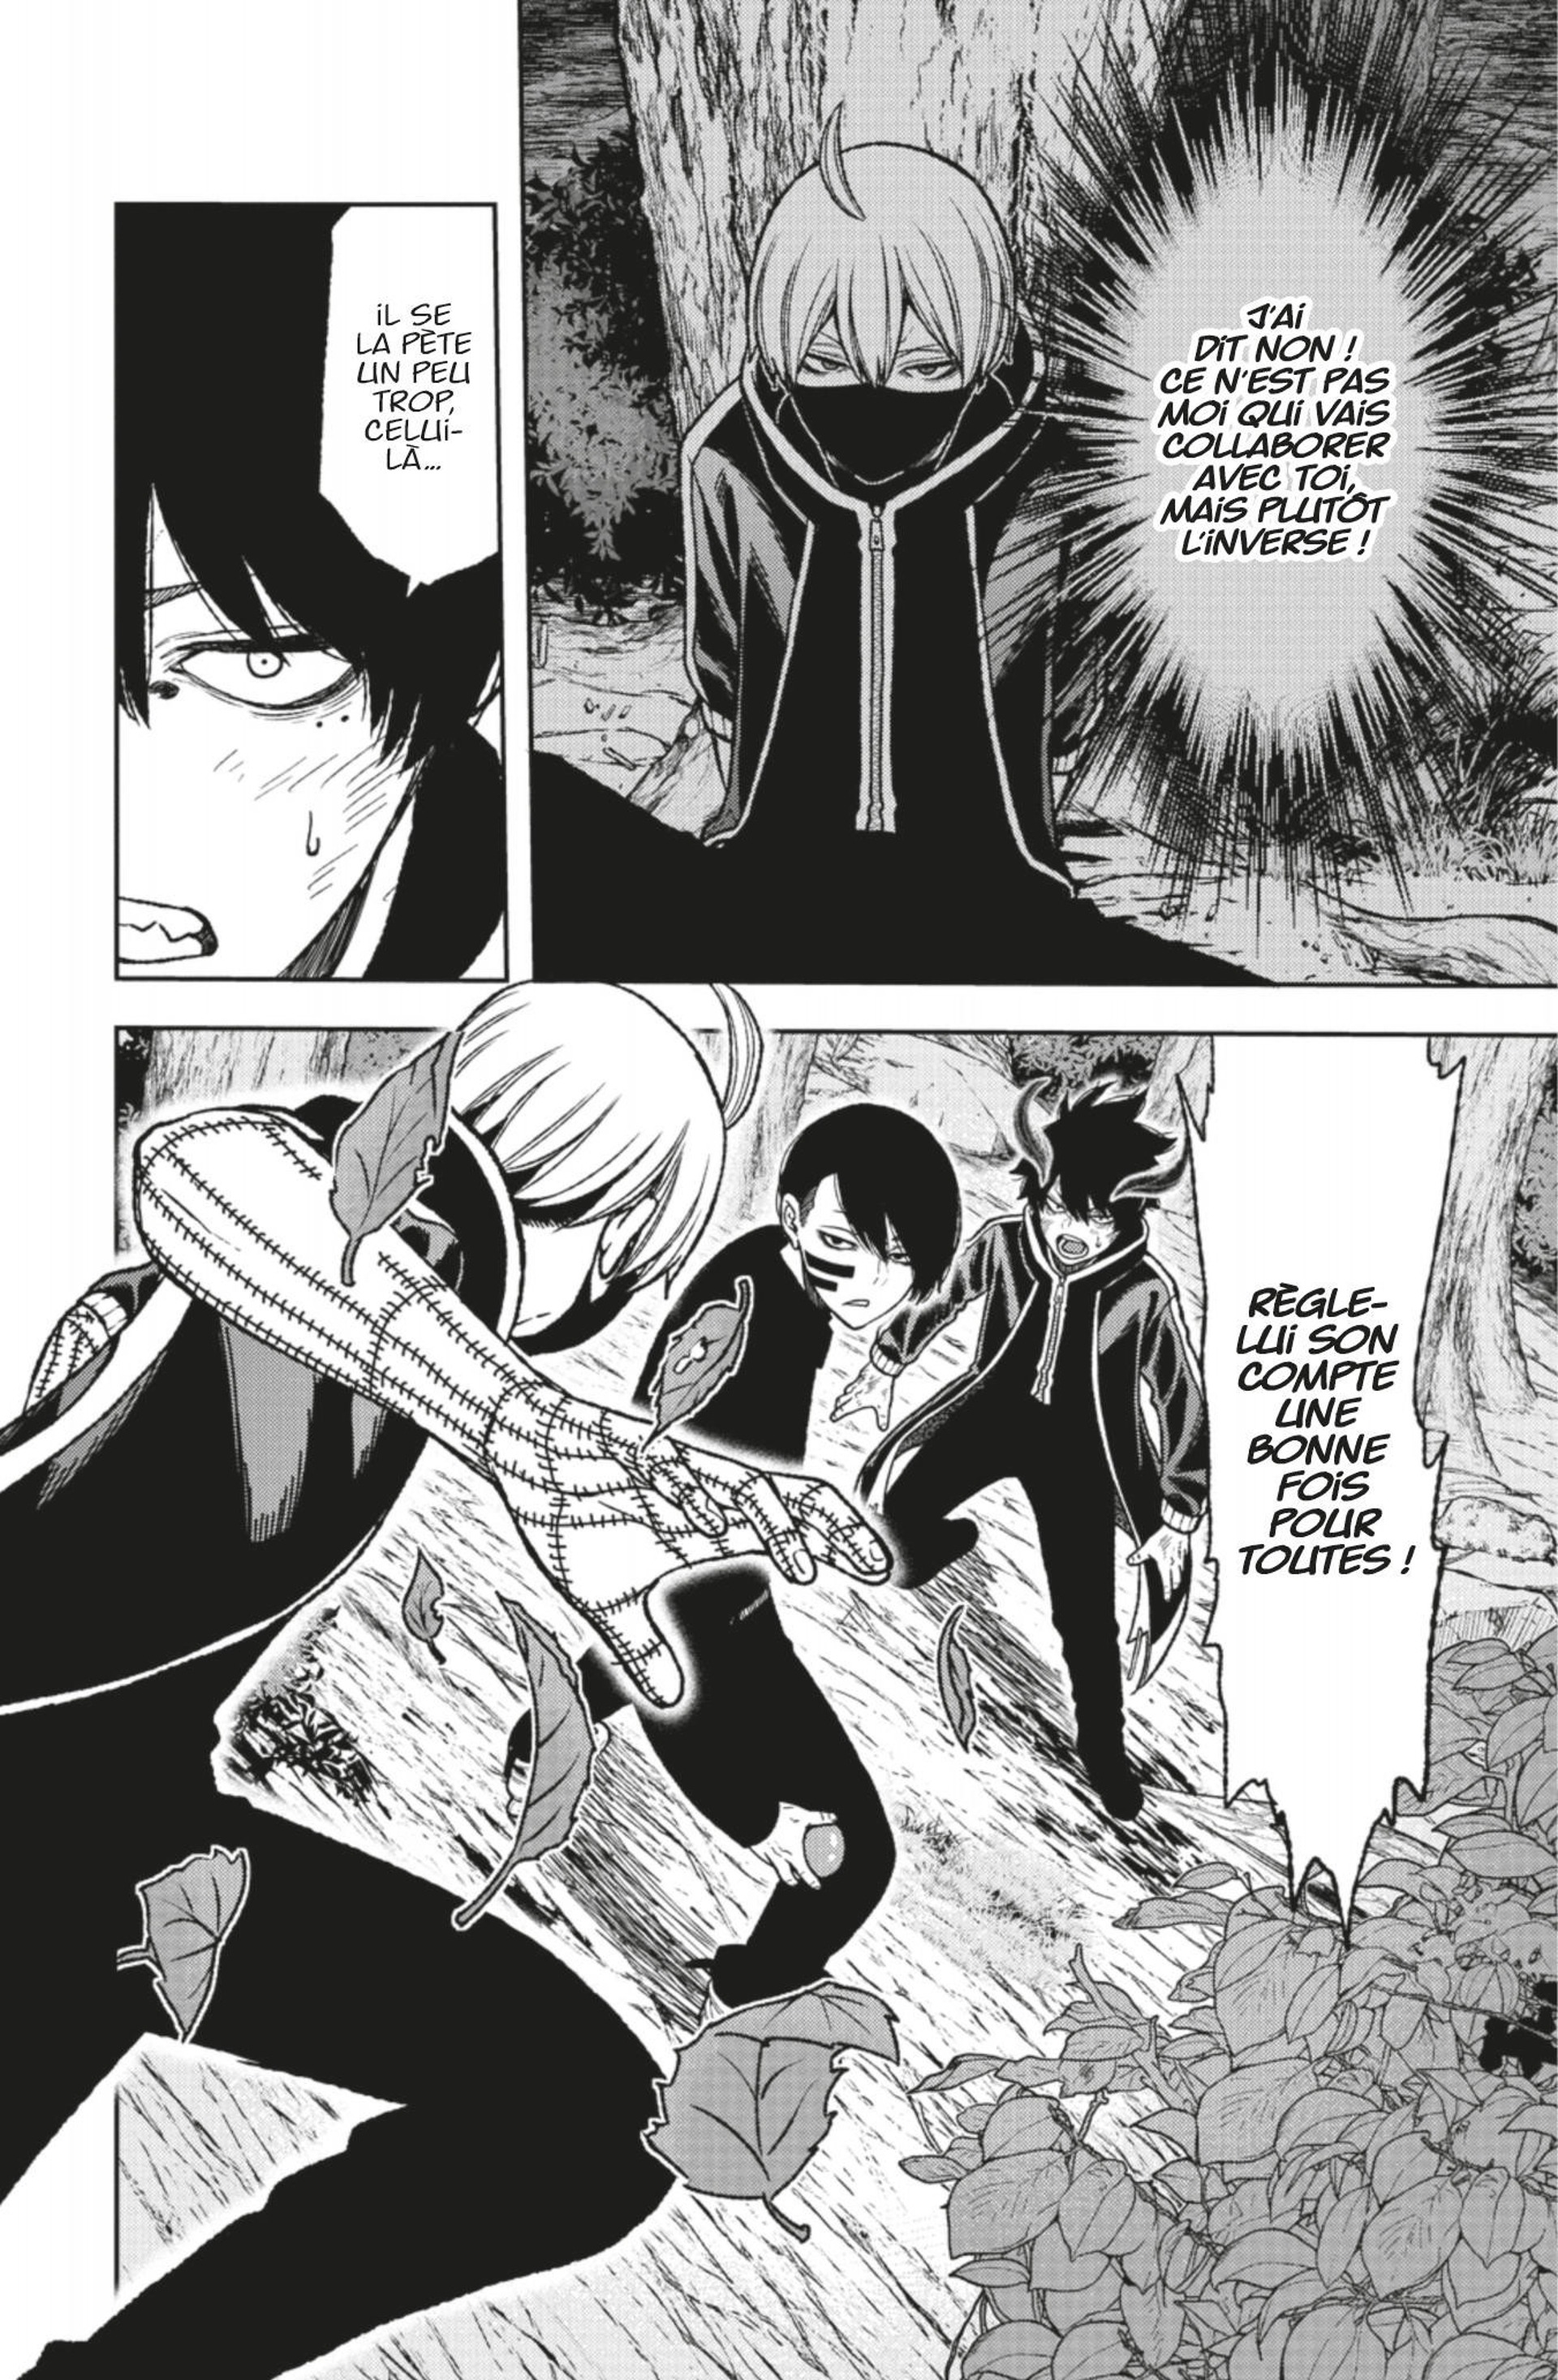 J'Ai
DiT NON !
CE N'EST PAS
MOi QUi VAiS
COLLABORER
AVEC TOi,
MAiS PLUTÔT
L'iNVERSE !
iL SE
LA PÈTE
UN PEU
TROP,
CELUi-
LÀ...
RÈGLE-
LUi SON
COMPTE
UNE
BONNE
FOiS
POUR
TOUTES !